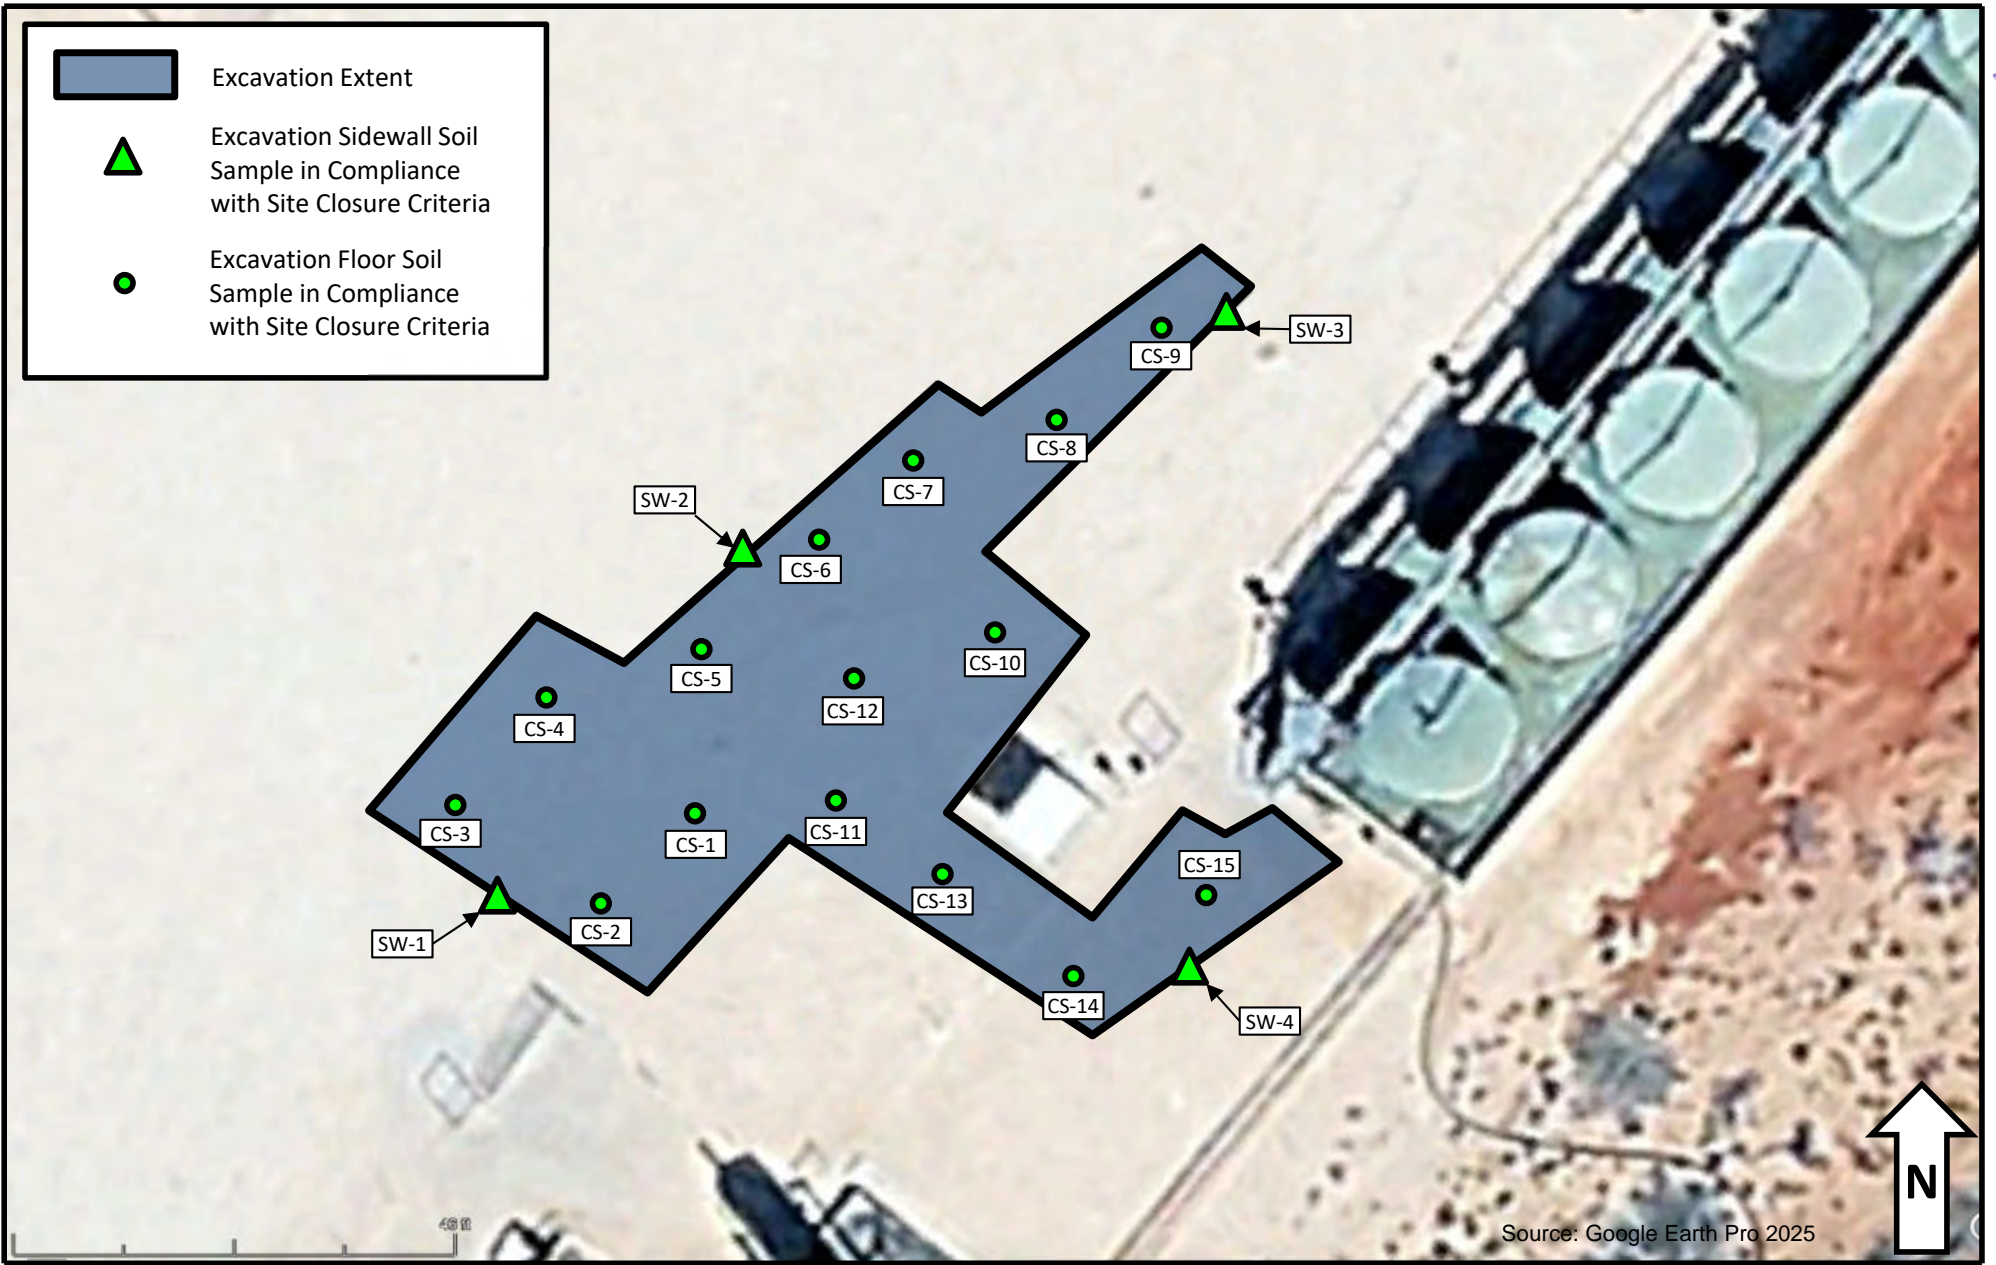 Excavation Extent
Excavation Sidewall Soil
Sample in Compliance
with Site Closure Criteria
Excavation Floor Soil
Sample in Compliance
with Site Closure Criteria
SW-3
CS-9
CS-8
CS-7
SW-2
CS-6
CS-10
CS-5
CS-12
CS-4
CS-3
CS-1
CS-11
CS-15
CS-13
CS-2
SW-1
CS-14
SW-4
N
46 ft
Source: Google Earth Pro 2025